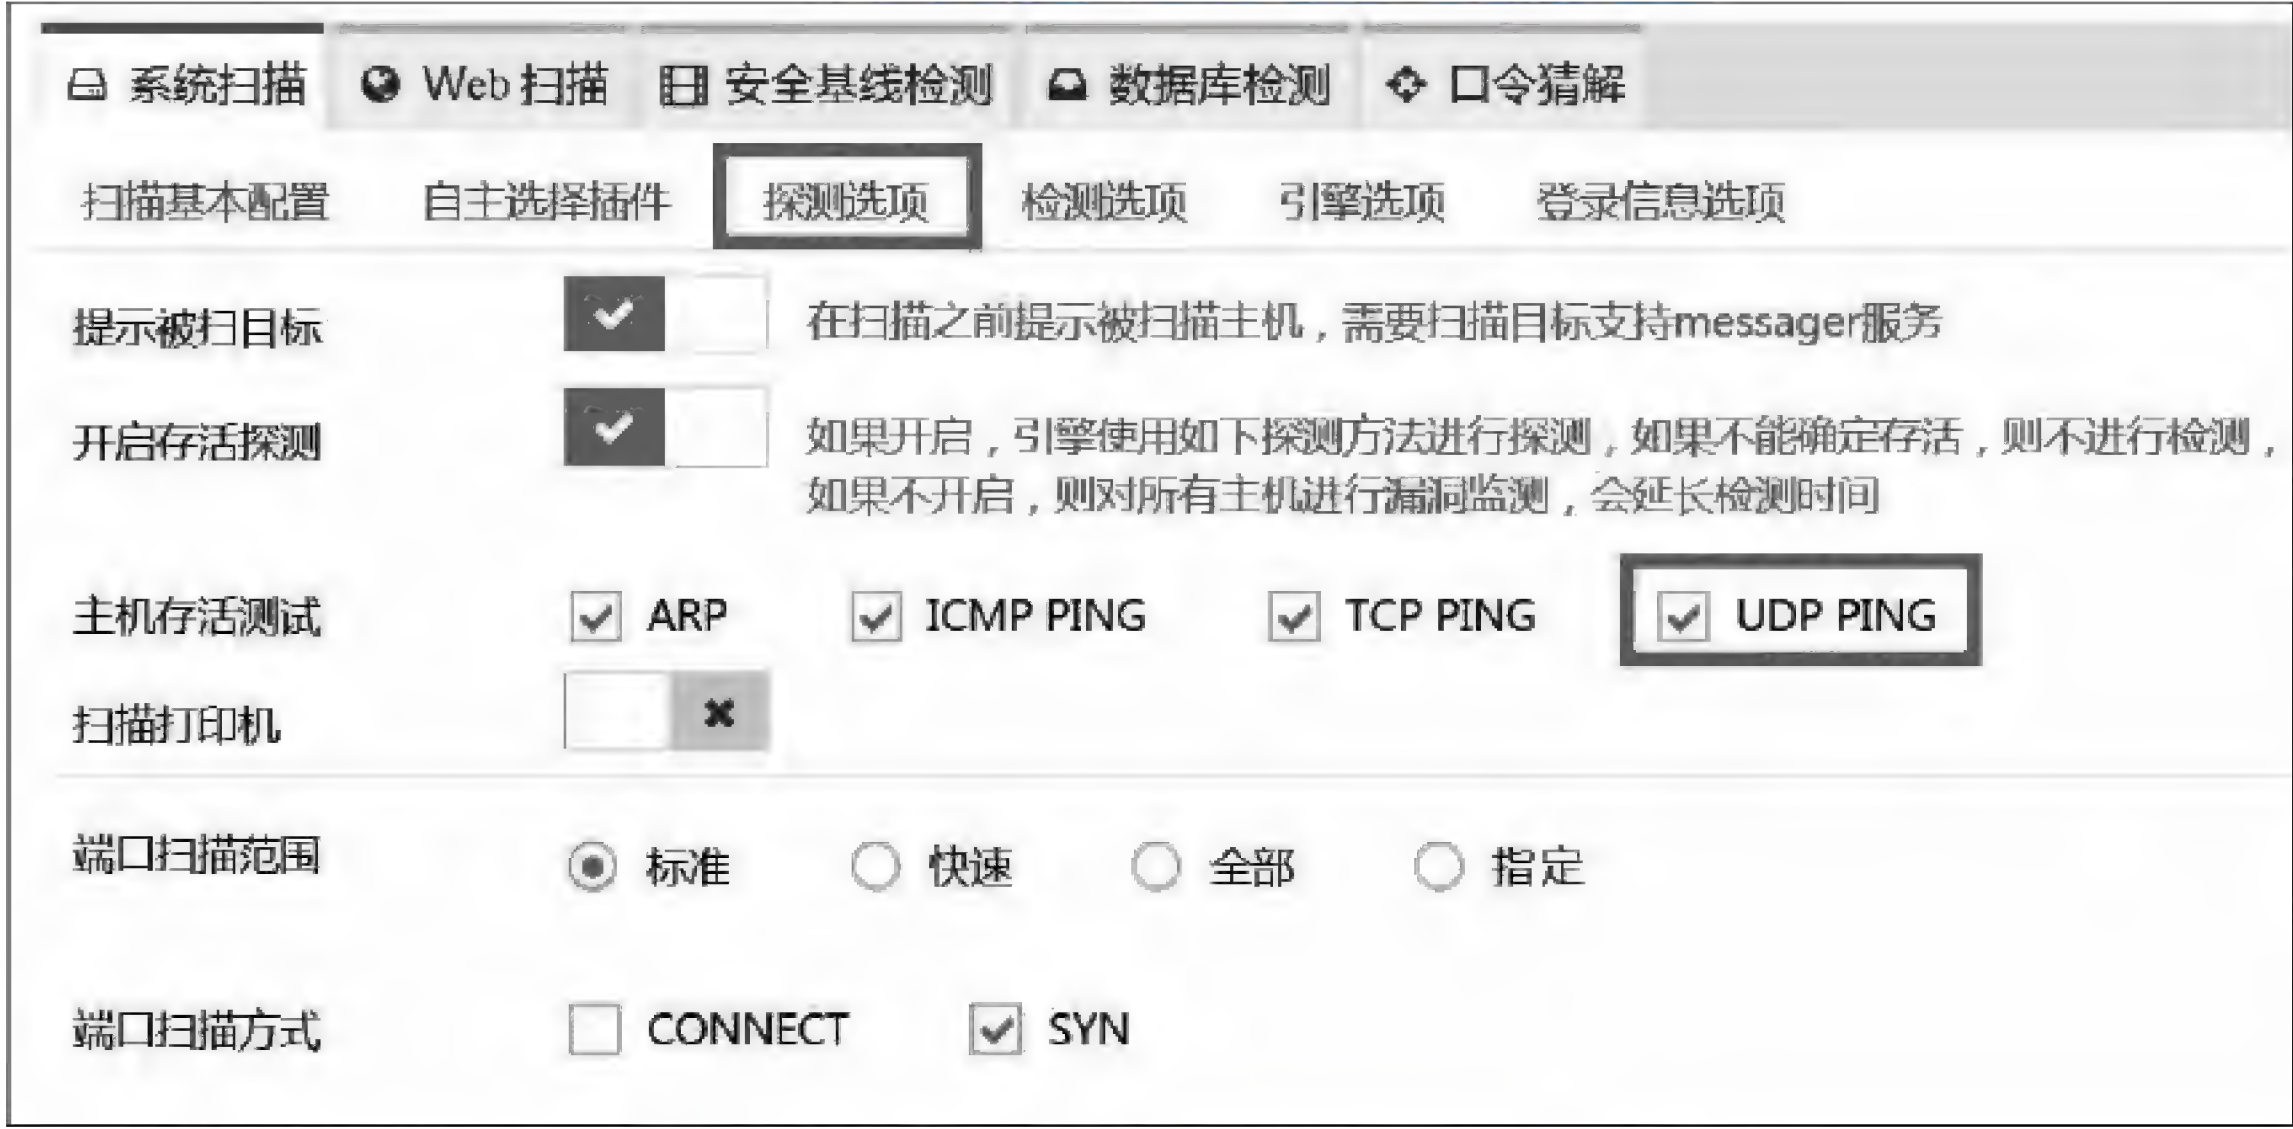 系统扫描 Web 扫描 安全基线检测 数据库检测 口令猜解
扫描基本配置 自主选择插件 探测选项 检测选项 引擎选项 登录信息选项
提示被扫目标 在扫描之前提示被扫描主机，需要扫描目标支持messager服务
开启存活探测 如果开启，引擎使用如下探测方法进行探测，如果不能确定存活，则不进行检测，
如果不开启，则对所有主机进行漏洞监测，会延长检测时间
主机存活测试 ARP ICMP PING TCP PING UDP PING
扫描打印机
端口扫描范围 标准 快速 全部 指定
端口扫描方式 CONNECT SYN